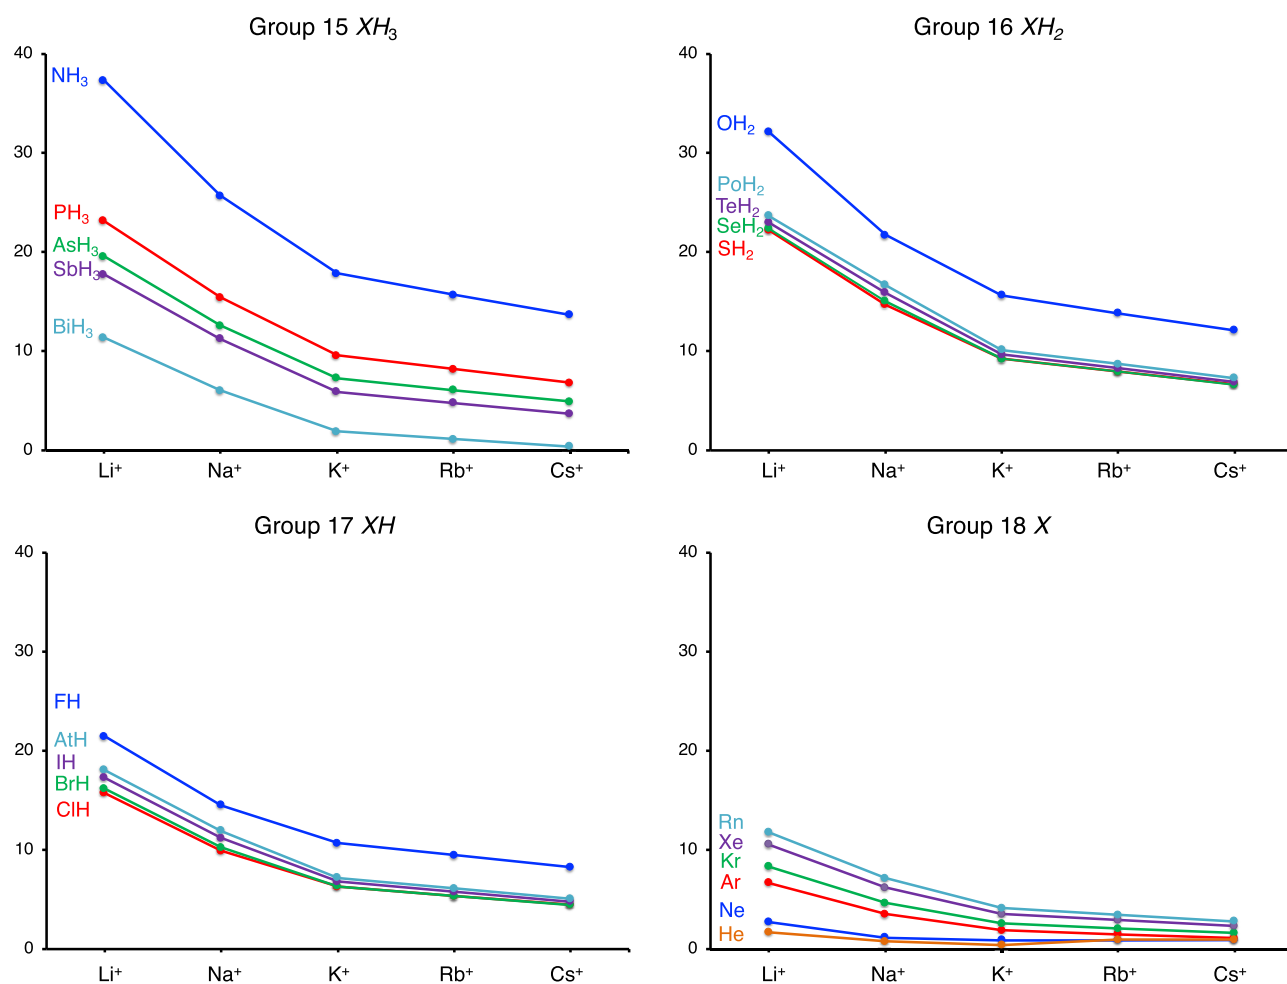 Group 15 XH₃
40
30
20
10
0
NH₃
PH₃
AsH₃
SbH₃
BiH₃
Li⁺ Na⁺ K⁺ Rb⁺ Cs⁺
Group 16 XH₂
40
30
20
10
0
OH₂
PoH₂
TeH₂
SeH₂
SH₂
Li⁺ Na⁺ K⁺ Rb⁺ Cs⁺
Group 17 XH
40
30
20
10
0
FH
AtH
IH
BrH
ClH
Li⁺ Na⁺ K⁺ Rb⁺ Cs⁺
Group 18 X
40
30
20
10
0
Rn
Xe
Kr
Ar
Ne
He
Li⁺ Na⁺ K⁺ Rb⁺ Cs⁺